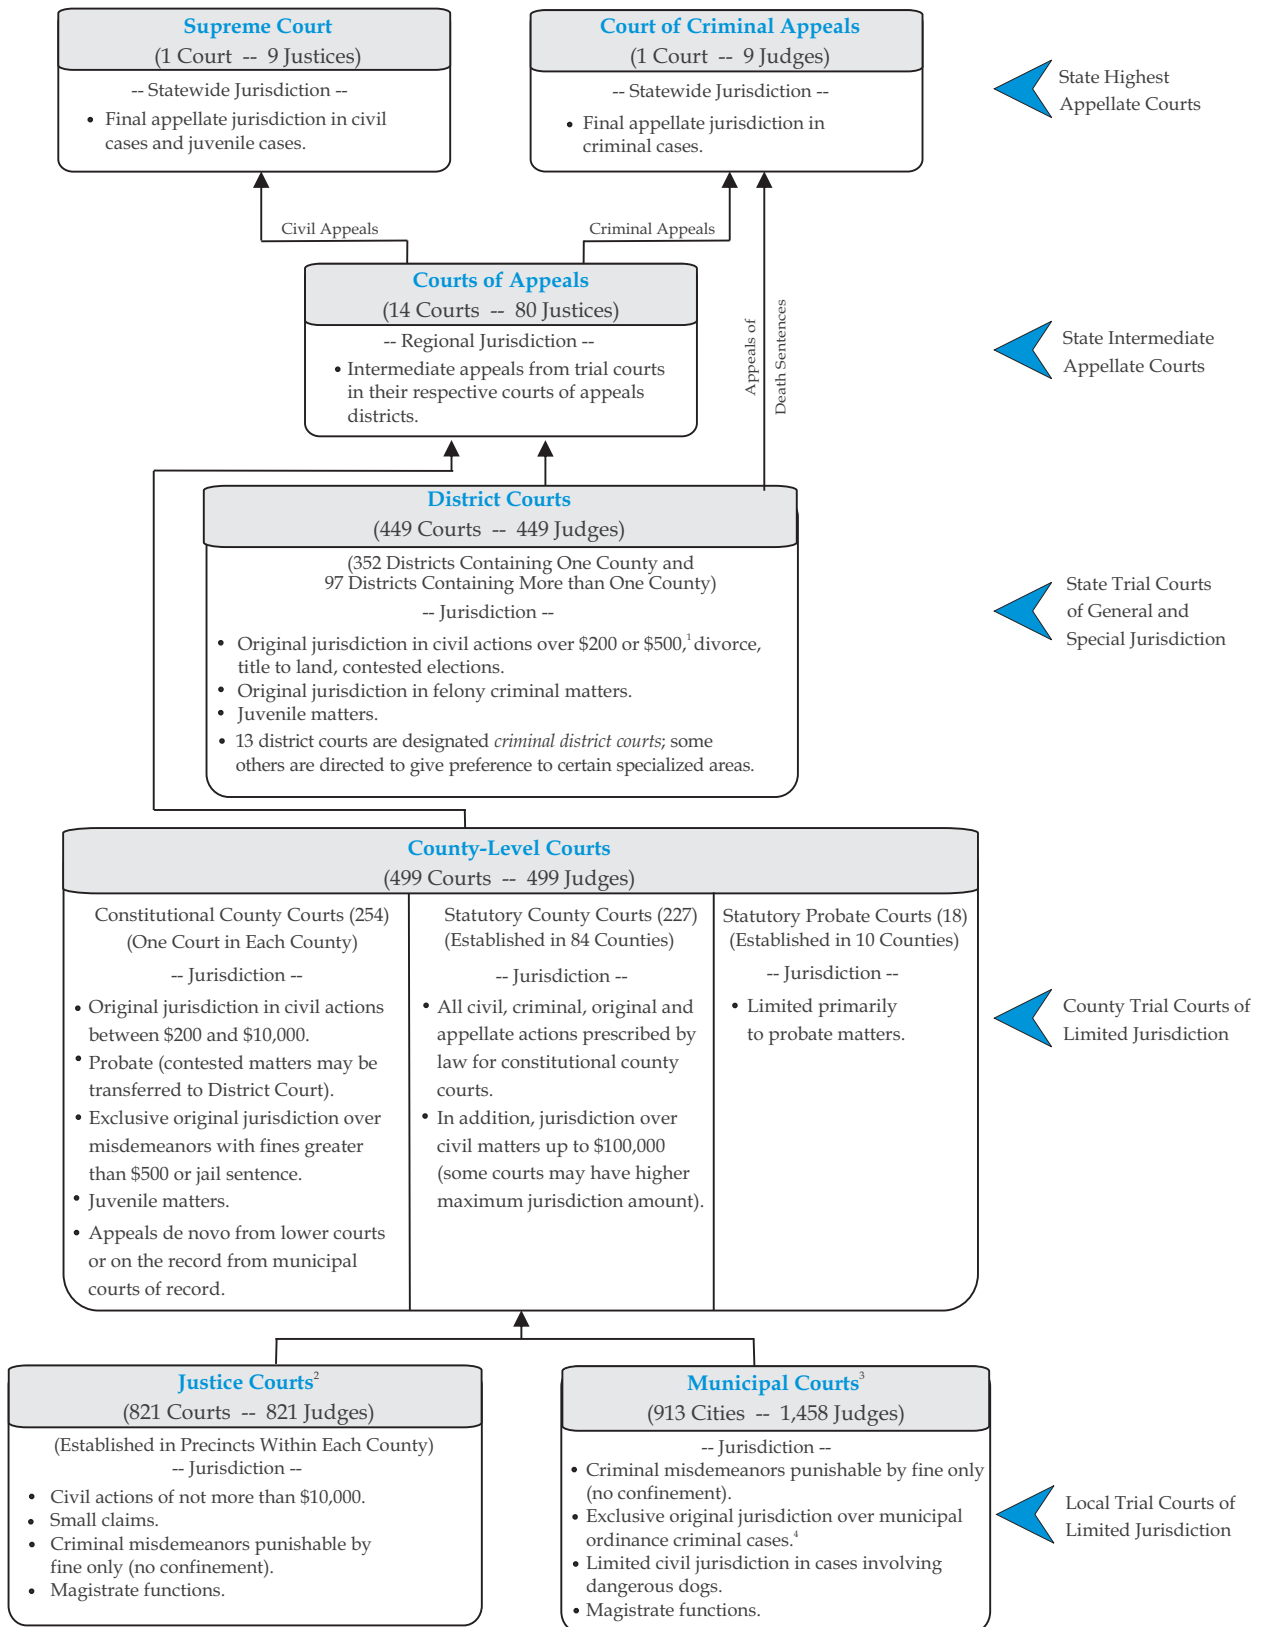 Supreme Court
(1 Court -- 9 Justices)
-- Statewide Jurisdiction --
• Final appellate jurisdiction in civil
cases and juvenile cases.
Court of Criminal Appeals
(1 Court -- 9 Judges)
-- Statewide Jurisdiction --
• Final appellate jurisdiction in
criminal cases.
State Highest
Appellate Courts
Civil Appeals
Criminal Appeals
Courts of Appeals
(14 Courts -- 80 Justices)
-- Regional Jurisdiction --
• Intermediate appeals from trial courts
in their respective courts of appeals
districts.
Appeals of
Death Sentences
State Intermediate
Appellate Courts
District Courts
(449 Courts -- 449 Judges)
(352 Districts Containing One County and
97 Districts Containing More than One County)
-- Jurisdiction --
• Original jurisdiction in civil actions over $200 or $500,¹ divorce,
title to land, contested elections.
• Original jurisdiction in felony criminal matters.
• Juvenile matters.
• 13 district courts are designated criminal district courts; some
others are directed to give preference to certain specialized areas.
State Trial Courts
of General and
Special Jurisdiction
County-Level Courts
(499 Courts -- 499 Judges)
Constitutional County Courts (254)
(One Court in Each County)
-- Jurisdiction --
• Original jurisdiction in civil actions
between $200 and $10,000.
• Probate (contested matters may be
transferred to District Court).
• Exclusive original jurisdiction over
misdemeanors with fines greater
than $500 or jail sentence.
• Juvenile matters.
• Appeals de novo from lower courts
or on the record from municipal
courts of record.
Statutory County Courts (227)
(Established in 84 Counties)
-- Jurisdiction --
• All civil, criminal, original and
appellate actions prescribed by
law for constitutional county
courts.
• In addition, jurisdiction over
civil matters up to $100,000
(some courts may have higher
maximum jurisdiction amount).
Statutory Probate Courts (18)
(Established in 10 Counties)
-- Jurisdiction --
• Limited primarily
to probate matters.
County Trial Courts of
Limited Jurisdiction
Justice Courts²
(821 Courts -- 821 Judges)
(Established in Precincts Within Each County)
-- Jurisdiction --
• Civil actions of not more than $10,000.
• Small claims.
• Criminal misdemeanors punishable by
fine only (no confinement).
• Magistrate functions.
Municipal Courts³
(913 Cities -- 1,458 Judges)
-- Jurisdiction --
• Criminal misdemeanors punishable by fine only
(no confinement).
• Exclusive original jurisdiction over municipal
ordinance criminal cases.⁴
• Limited civil jurisdiction in cases involving
dangerous dogs.
• Magistrate functions.
Local Trial Courts of
Limited Jurisdiction